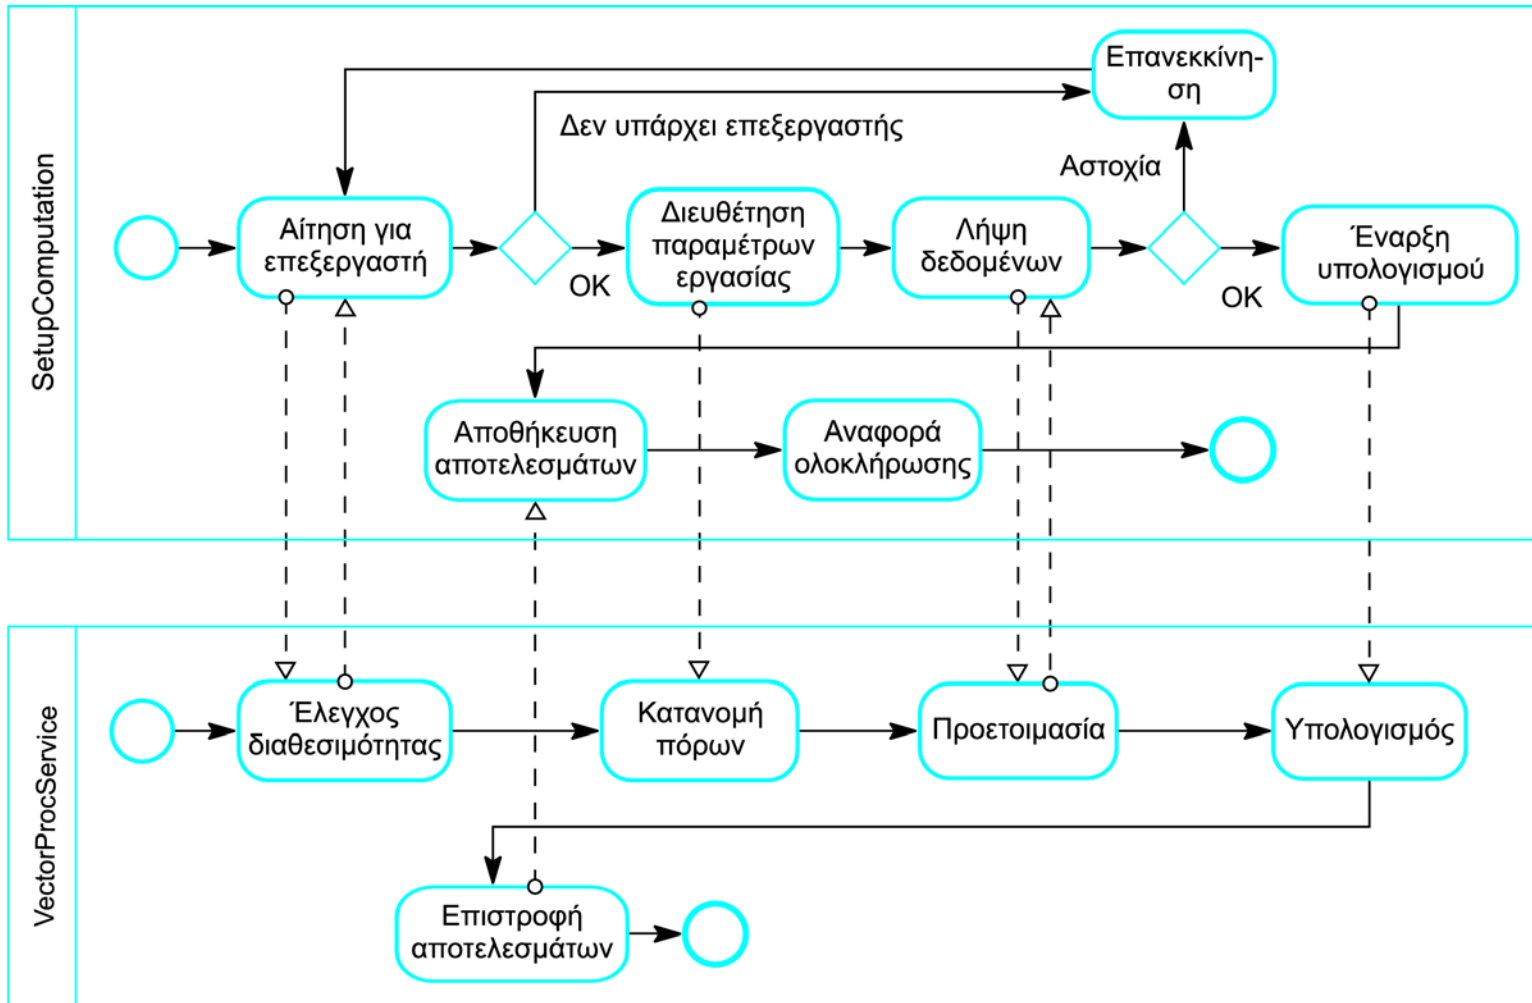 SetupComputation
Επανεκκίνη-
ση
Δεν υπάρχει επεξεργαστής
Αστοχία
Αίτηση για
επεξεργαστή
OK
Διευθέτηση
παραμέτρων
εργασίας
Λήψη
δεδομένων
OK
Έναρξη
υπολογισμού
Αποθήκευση
αποτελεσμάτων
Αναφορά
ολοκλήρωσης
VectorProcService
Έλεγχος
διαθεσιμότητας
Κατανομή
πόρων
Προετοιμασία
Υπολογισμός
Επιστροφή
αποτελεσμάτων